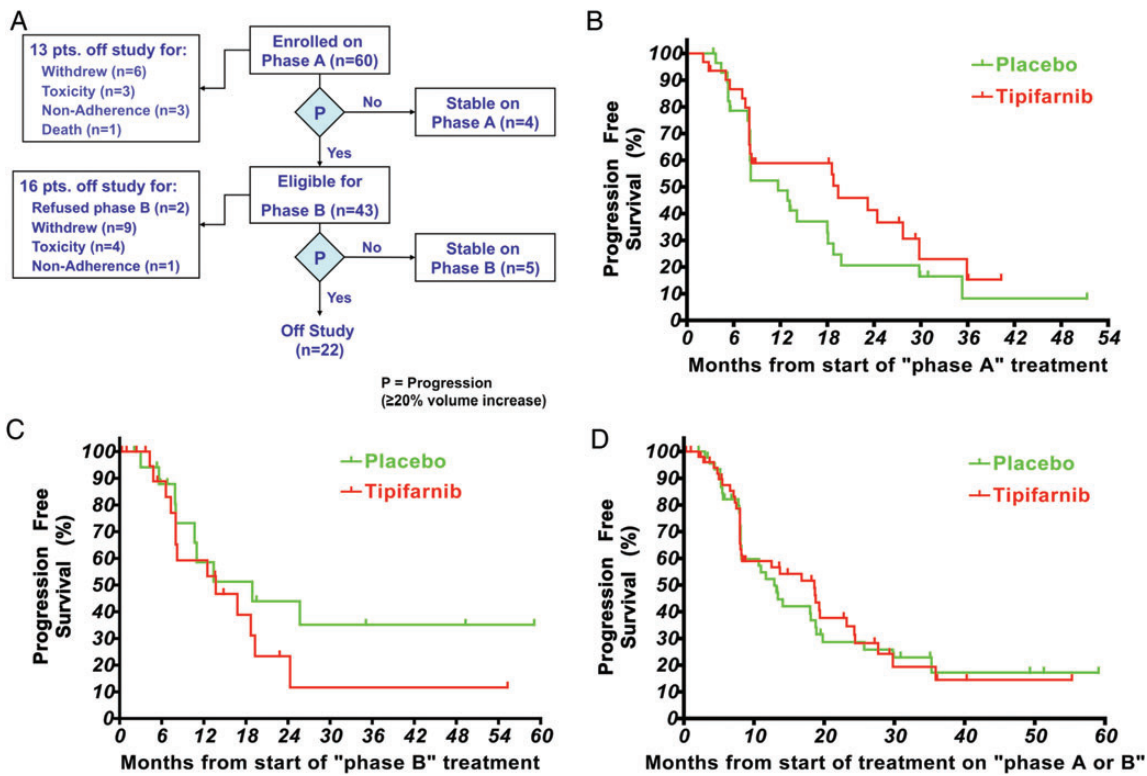 A
13 pts. off study for:
Withdrew (n=6)
Toxicity (n=3)
Non-Adherence (n=3)
Death (n=1)
Enrolled on
Phase A (n=60)
P
No
Stable on
Phase A (n=4)
Yes
16 pts. off study for:
Refused phase B (n=2)
Withdrew (n=9)
Toxicity (n=4)
Non-Adherence (n=1)
Eligible for
Phase B (n=43)
P
No
Stable on
Phase B (n=5)
Yes
Off Study
(n=22)
P = Progression
(≥20% volume increase)
B
Progression Free
Survival (%)
100
90
80
70
60
50
40
30
20
10
0
Placebo
Tipifarnib
0 6 12 18 24 30 36 42 48 54
Months from start of "phase A" treatment
C
Progression Free
Survival (%)
100
90
80
70
60
50
40
30
20
10
0
Placebo
Tipifarnib
0 6 12 18 24 30 36 42 48 54 60
Months from start of "phase B" treatment
D
Progression Free
Survival (%)
100
90
80
70
60
50
40
30
20
10
0
Placebo
Tipifarnib
0 10 20 30 40 50 60
Months from start of treatment on "phase A or B"